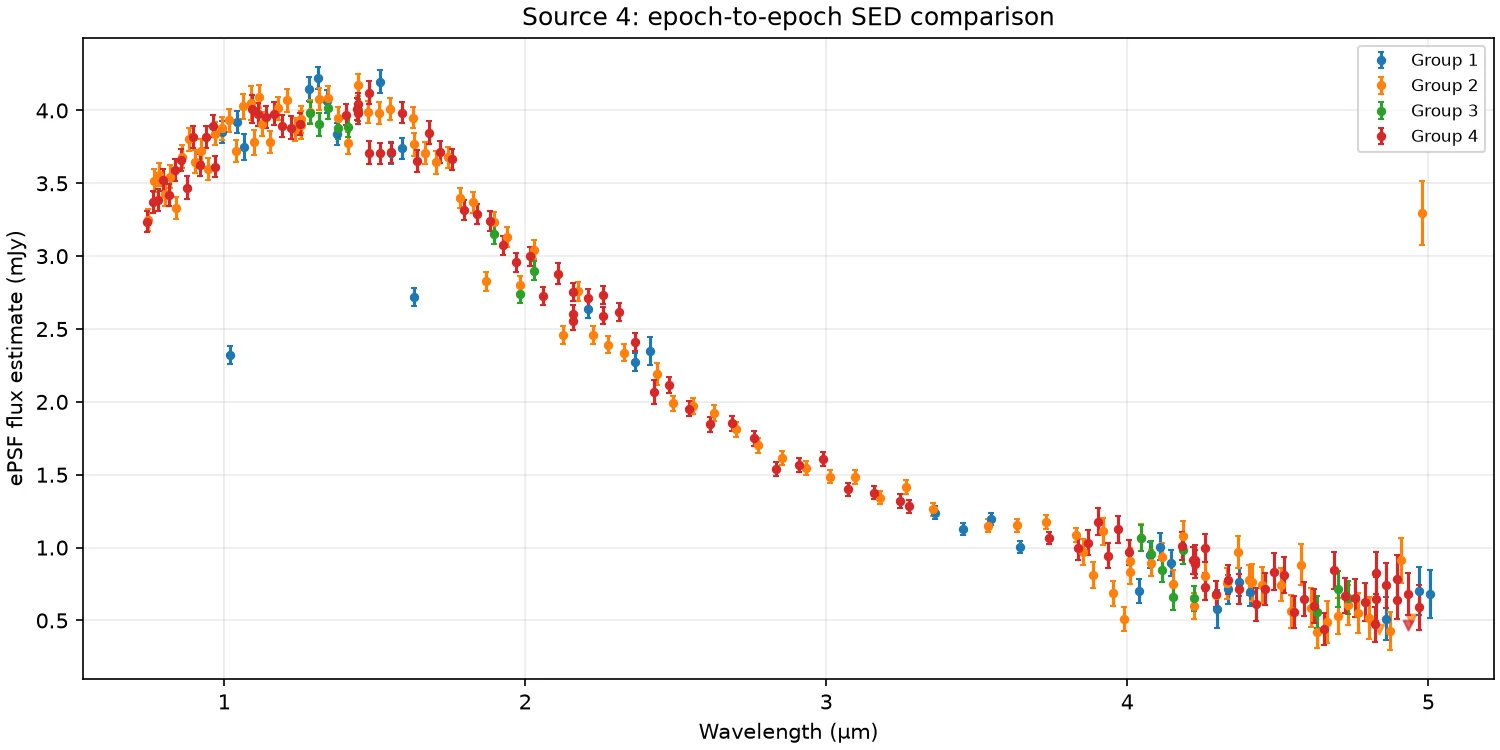 Source 4: epoch-to-epoch SED comparison
Group 1
Group 2
Group 3
Group 4
ePSF flux estimate (mJy)
4.0
3.5
3.0
2.5
2.0
1.5
1.0
0.5
1 2 3 4 5
Wavelength (μm)